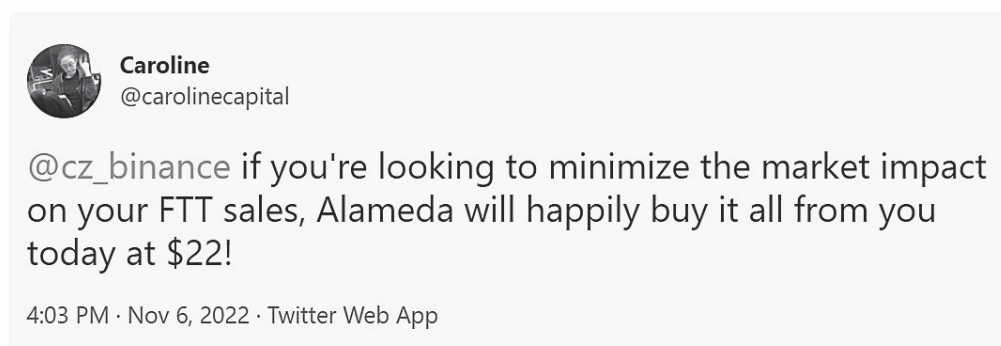 Caroline
@carolinecapital
@cz_binance if you're looking to minimize the market impact
on your FTT sales, Alameda will happily buy it all from you
today at $22!
4:03 PM · Nov 6, 2022 · Twitter Web App